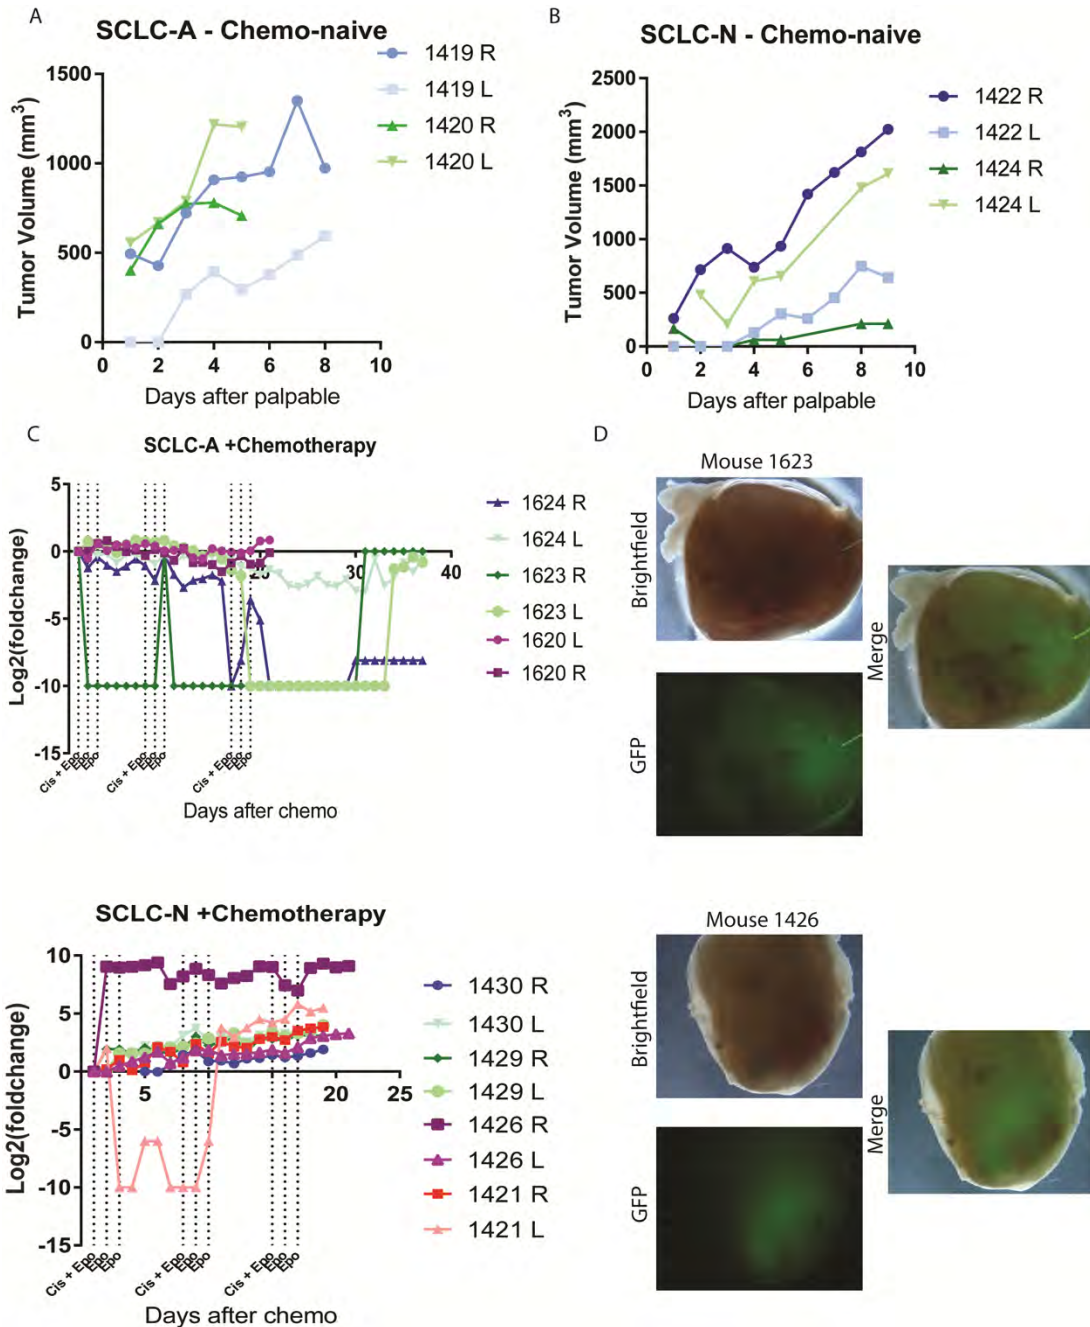 A
SCLC-A - Chemo-naive
1419 R
1419 L
1420 R
1420 L
Tumor Volume (mm³)
1500
1000
500
0
0 2 4 6 8 10
Days after palpable
B
SCLC-N - Chemo-naive
1422 R
1422 L
1424 R
1424 L
Tumor Volume (mm³)
2500
2000
1500
1000
500
0
0 2 4 6 8 10
Days after palpable
C
SCLC-A +Chemotherapy
1624 R
1624 L
1623 R
1623 L
1620 L
1620 R
Log2(foldchange)
5
0
-5
-10
-15
20 30 40
Cis + Epo
Epo
Epo
Cis + Epo
Epo
Epo
Cis + Epo
Epo
Epo
Days after chemo
D
Mouse 1623
Brightfield
GFP
Merge
SCLC-N +Chemotherapy
1430 R
1430 L
1429 R
1429 L
1426 R
1426 L
1421 R
1421 L
Log2(foldchange)
10
5
0
-5
-10
-15
5 20 25
Cis + Epo
Epo
Epo
Cis + Epo
Epo
Epo
Cis + Epo
Epo
Epo
Days after chemo
Mouse 1426
Brightfield
GFP
Merge